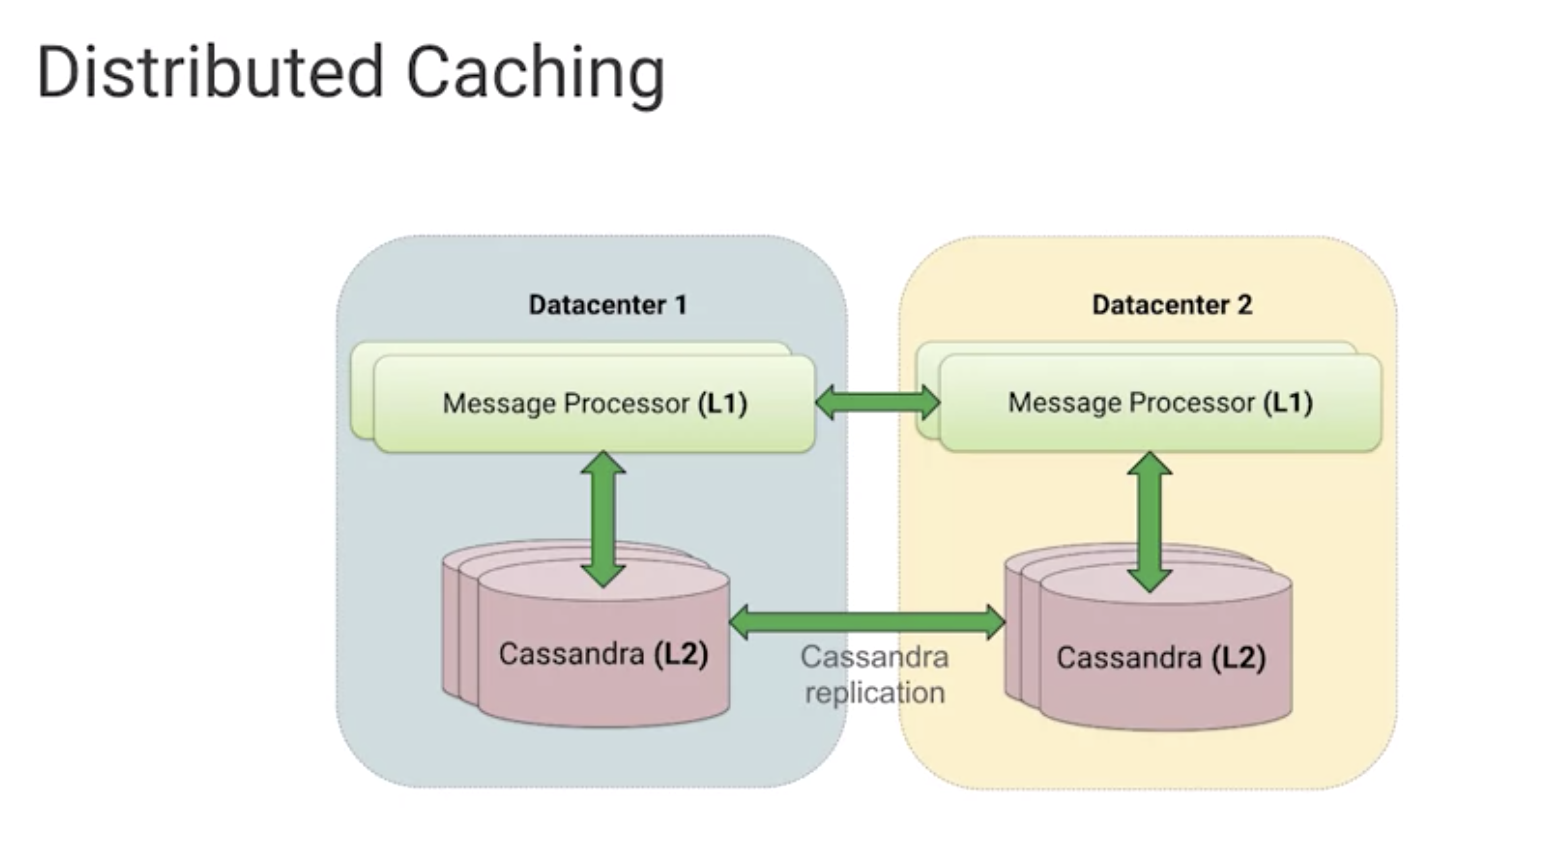 Distributed Caching
Datacenter 1
Message Processor (L1)
Cassandra (L2)
Datacenter 2
Message Processor (L1)
Cassandra (L2)
Cassandra
replication